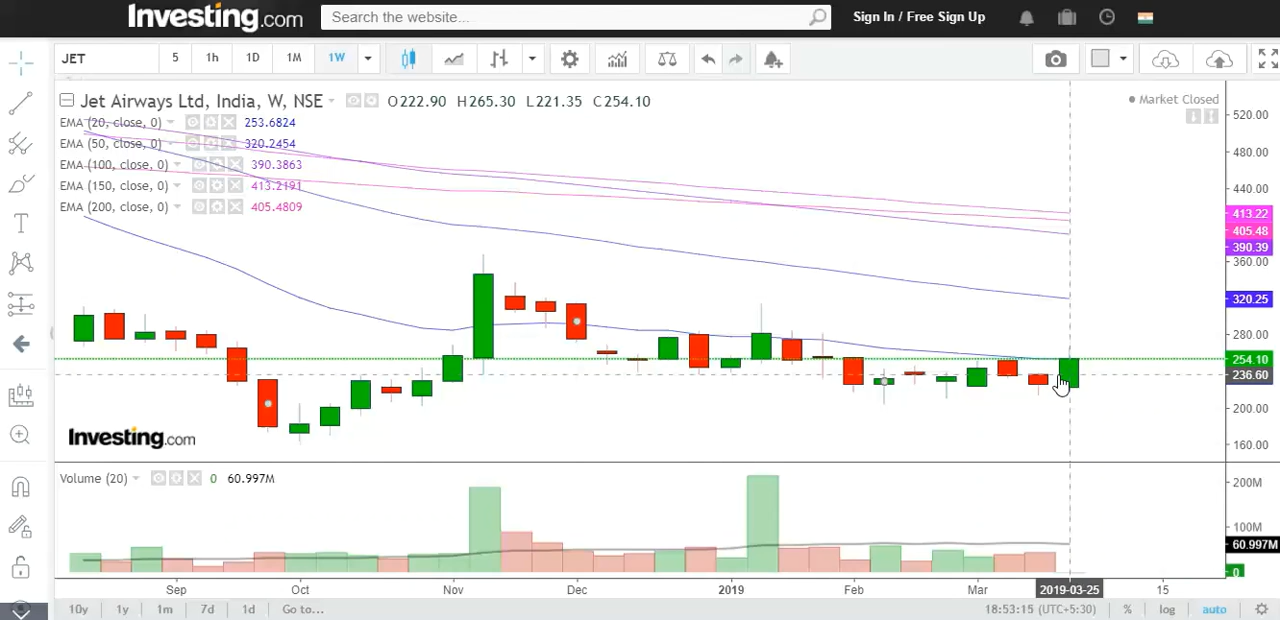 Investing.com Search the website... Sign In / Free Sign Up
JET 5 1h 1D 1M 1W
Jet Airways Ltd, India, W, NSE O222.90 H265.30 L221.35 C254.10 Market Closed
EMA (20, close, 0) 253.6824
EMA (50, close, 0) 320.2454
EMA (100, close, 0) 390.3863
EMA (150, close, 0) 413.2191
EMA (200, close, 0) 405.4809
520.00
480.00
440.00
413.22
405.48
390.39
360.00
320.25
280.00
254.10
236.60
200.00
160.00
Investing.com
Volume (20) 0 60.997M
200M
100M
60.997M
0
Sep Oct Nov Dec 2019 Feb Mar 2019-03-25 15
10y 1y 1m 7d 1d Go to... 18:53:15 (UTC+5:30) % log auto